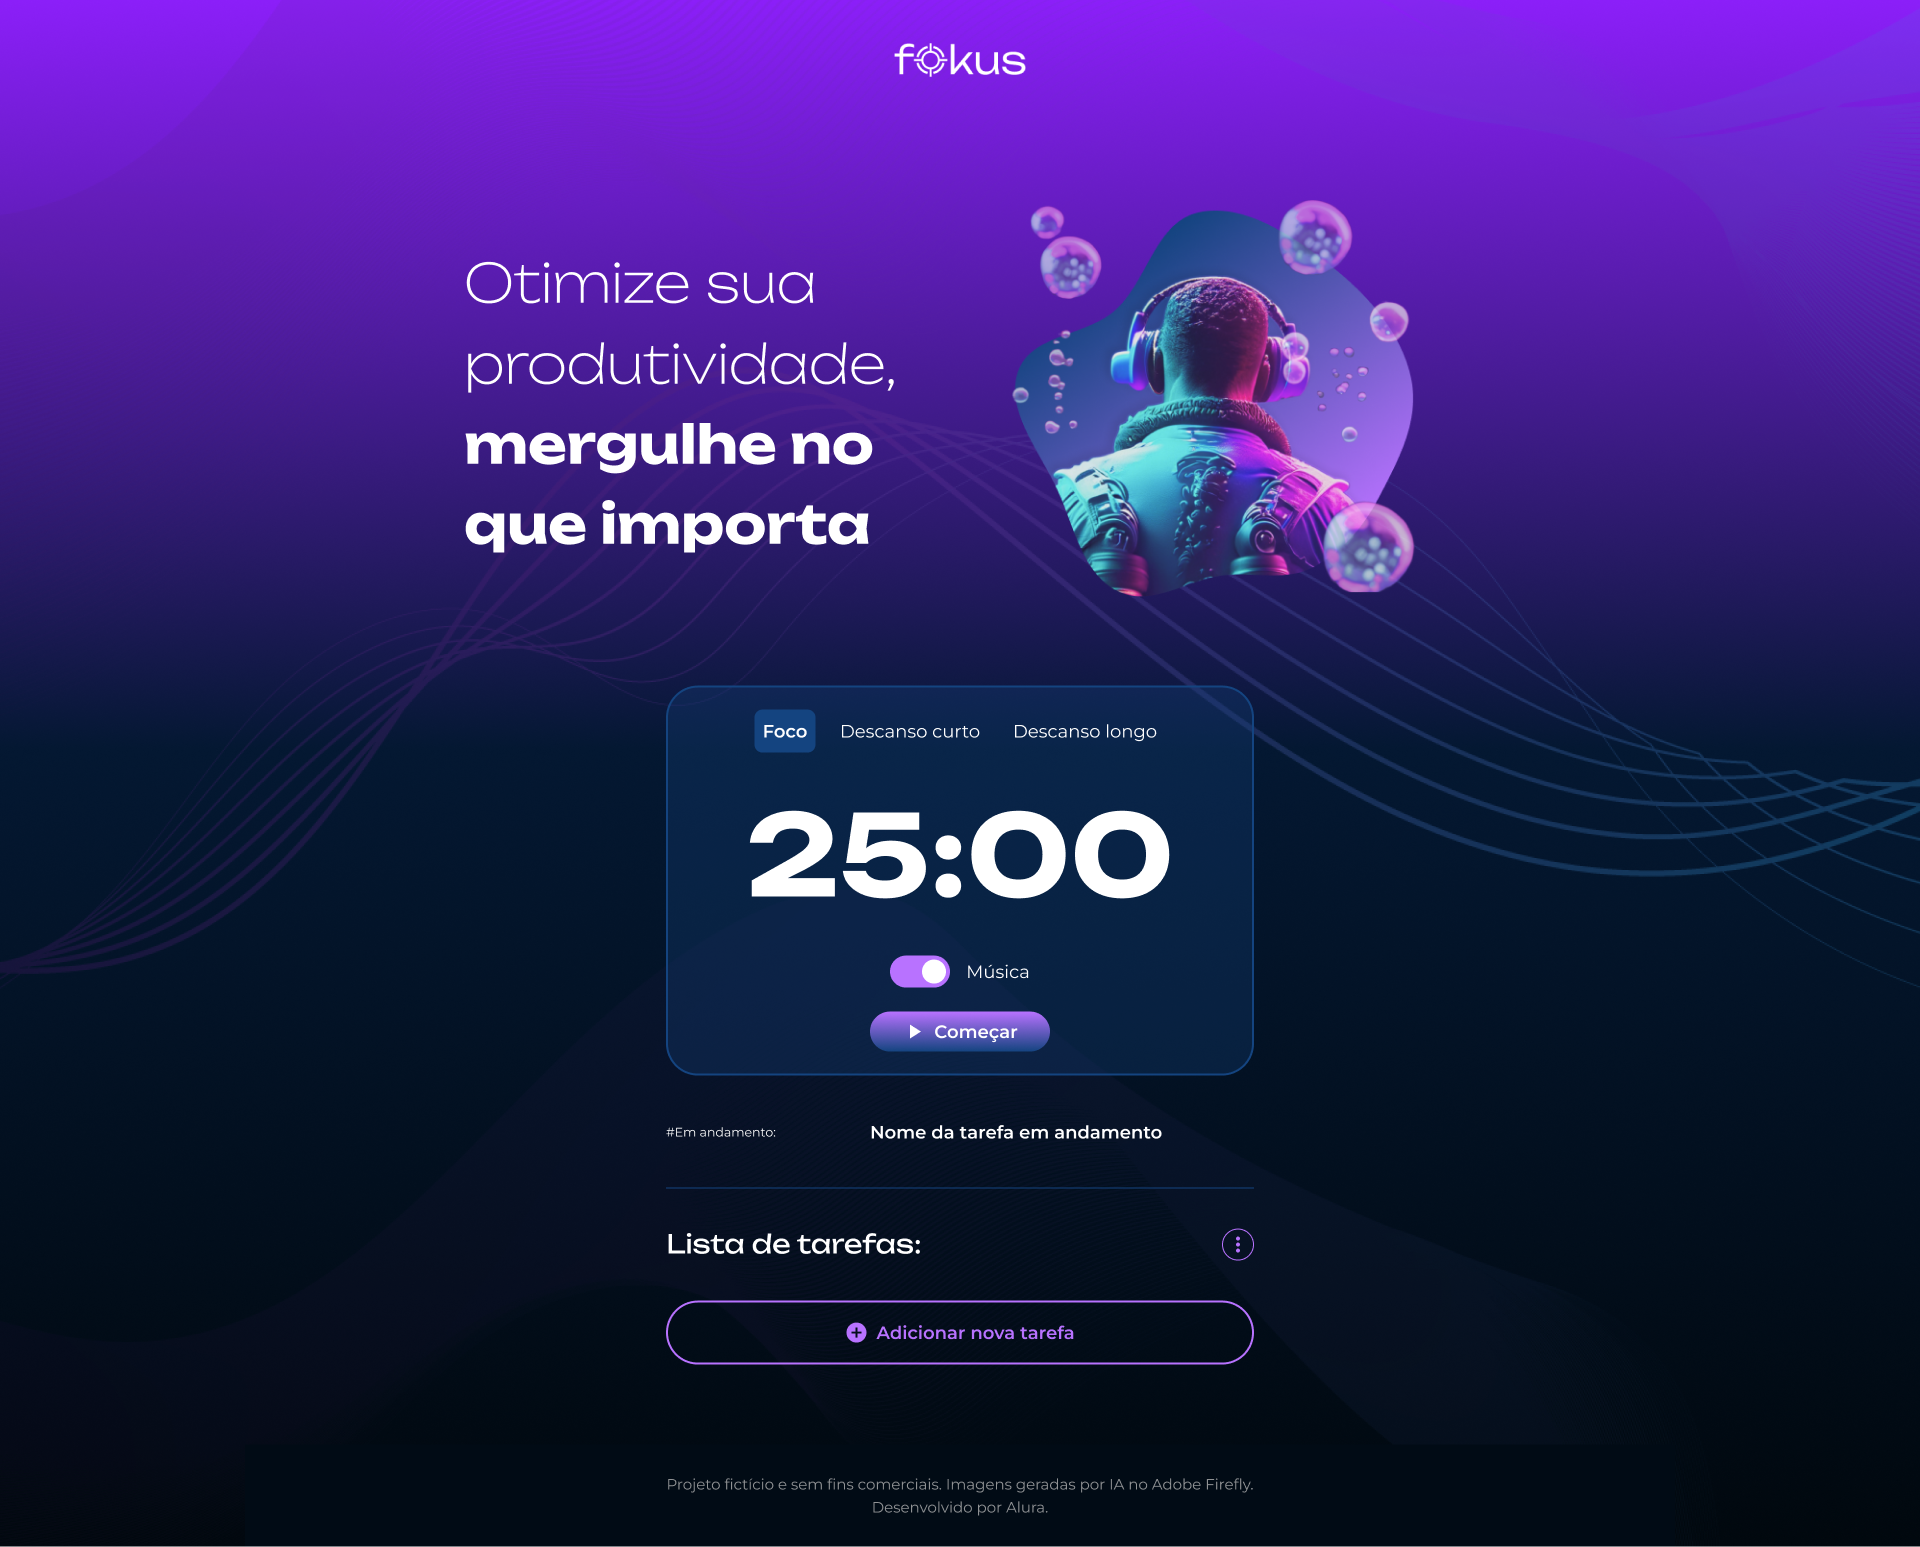 fokus
Otimize sua
produtividade,
mergulhe no
que importa
Foco Descanso curto Descanso longo
25:00
Música
Começar
#Em andamento: Nome da tarefa em andamento
Lista de tarefas:
Adicionar nova tarefa
Projeto fictício e sem fins comerciais. Imagens geradas por IA no Adobe Firefly.
Desenvolvido por Alura.